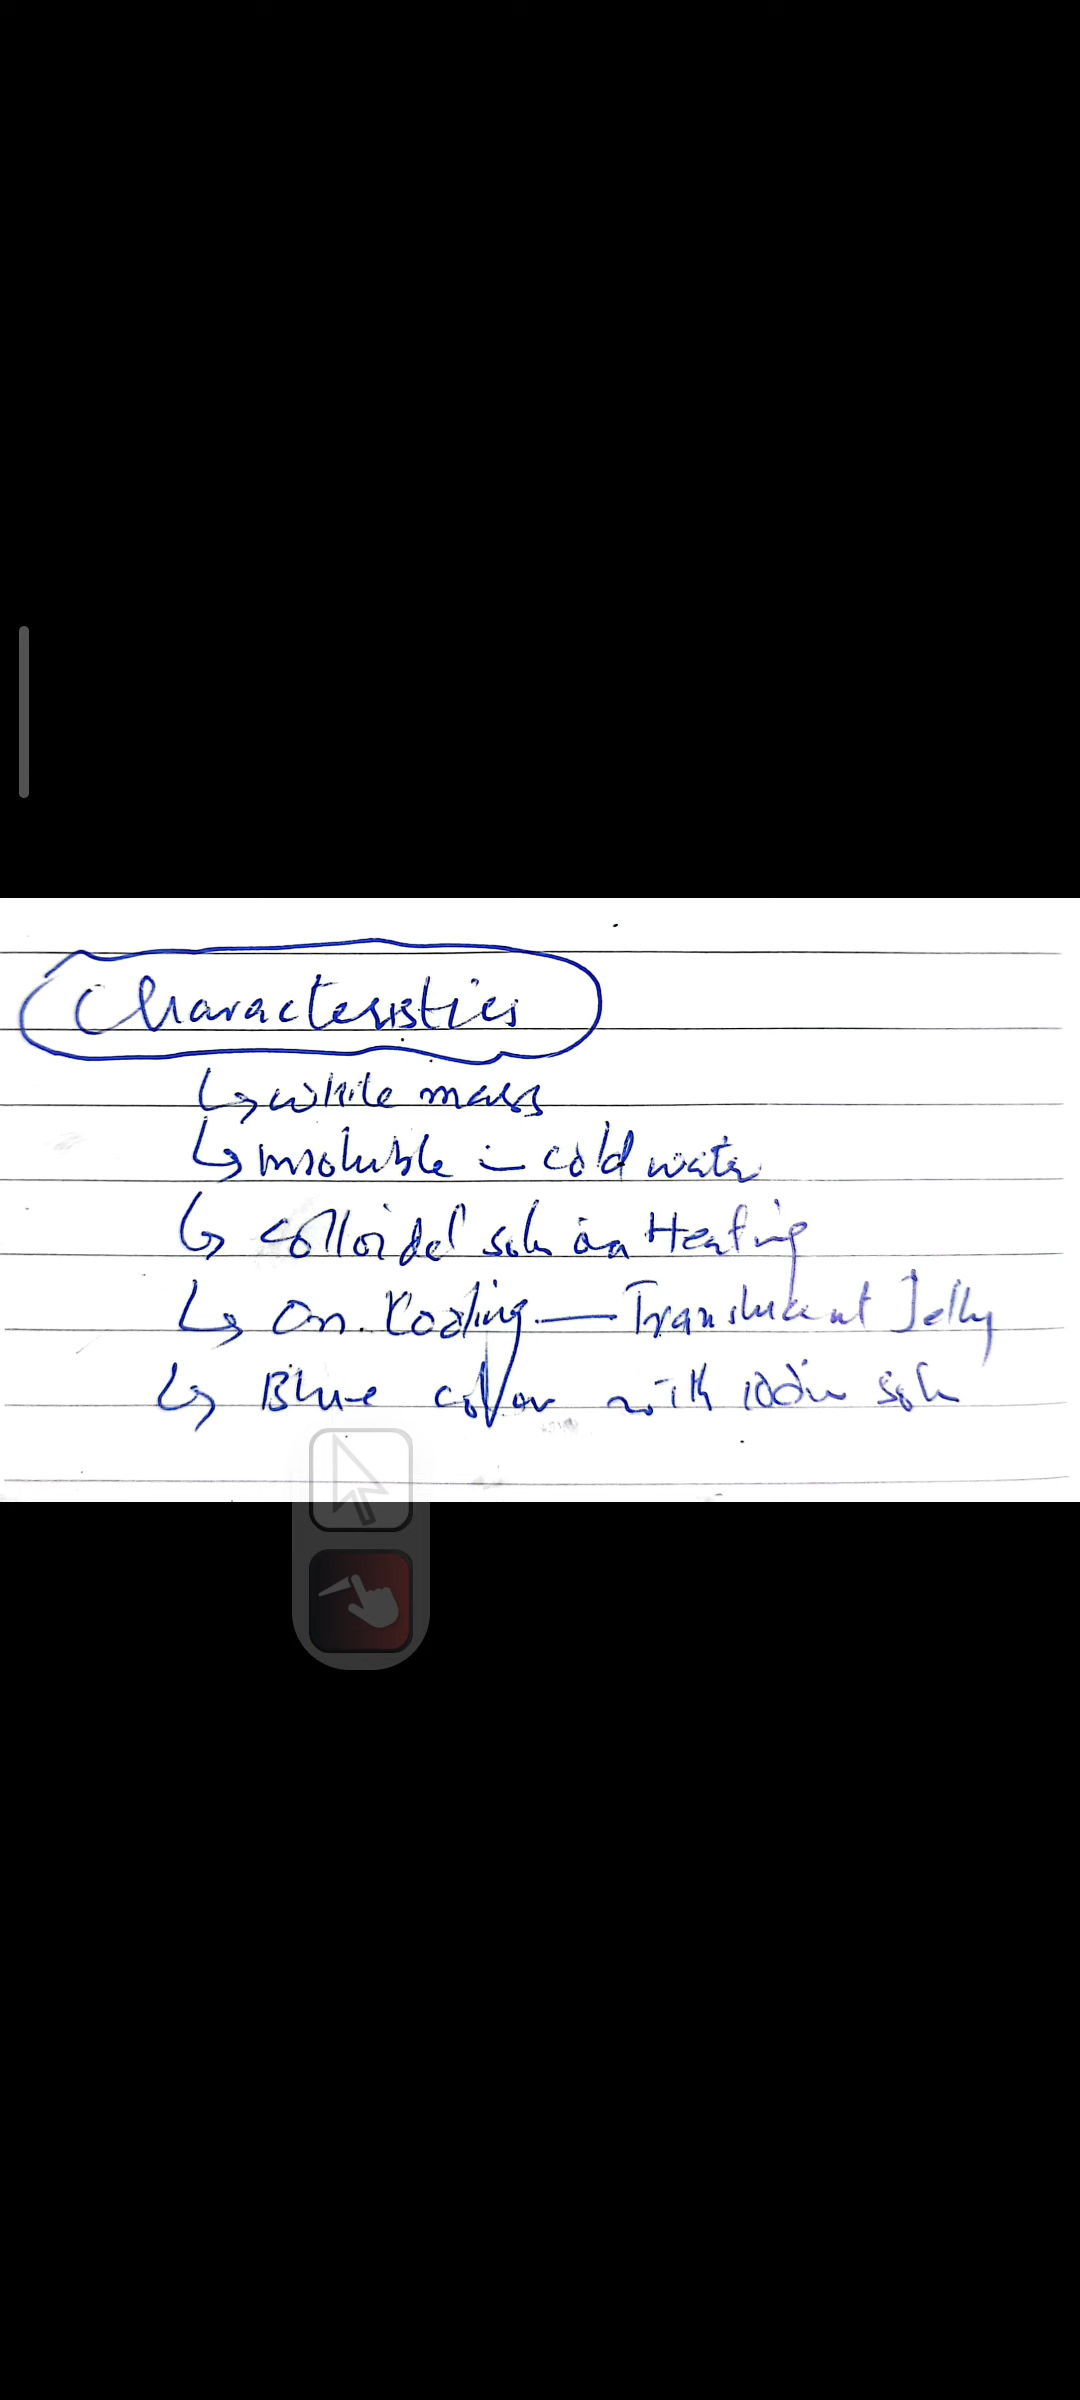 Characteristics
↳ white mass
↳ insoluble in cold water
↳ colloidal soln on Heating
↳ On. Cooling — Translucent Jelly
↳ Blue colour with iodine soln